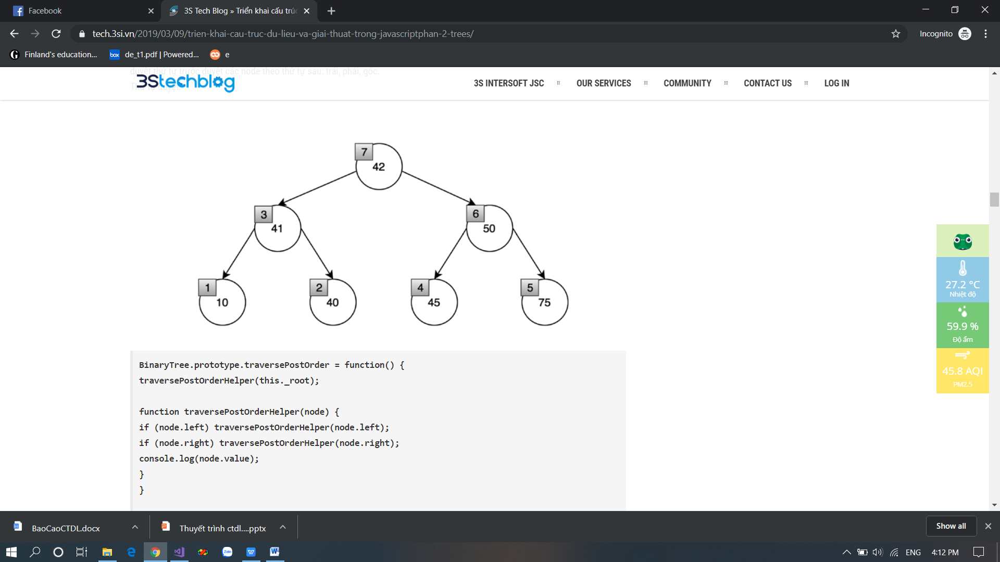 Facebook
3S Tech Blog » Triển khai cấu trúc
tech.3si.vn/2019/03/09/trien-khai-cau-truc-du-lieu-va-giai-thuat-trong-javascriptphan-2-trees/
Incognito
Finland's education...
de_t1.pdf | Powered...
e
duyệt thứ tự trước duyệt các node theo thứ tự sau: trái, phải, gốc.
3Stechblog
3S INTERSOFT JSC
OUR SERVICES
COMMUNITY
CONTACT US
LOG IN
7
42
3
41
6
50
1
10
2
40
4
45
5
75
27.2 °C
Nhiệt độ
59.9 %
Độ ẩm
45.8 AQI
PM2.5
BinaryTree.prototype.traversePostOrder = function() {
traversePostOrderHelper(this._root);
function traversePostOrderHelper(node) {
if (node.left) traversePostOrderHelper(node.left);
if (node.right) traversePostOrderHelper(node.right);
console.log(node.value);
}
}
BaoCaoCTDL.docx
Thuyết trình ctdl....pptx
Show all
ENG
4:12 PM